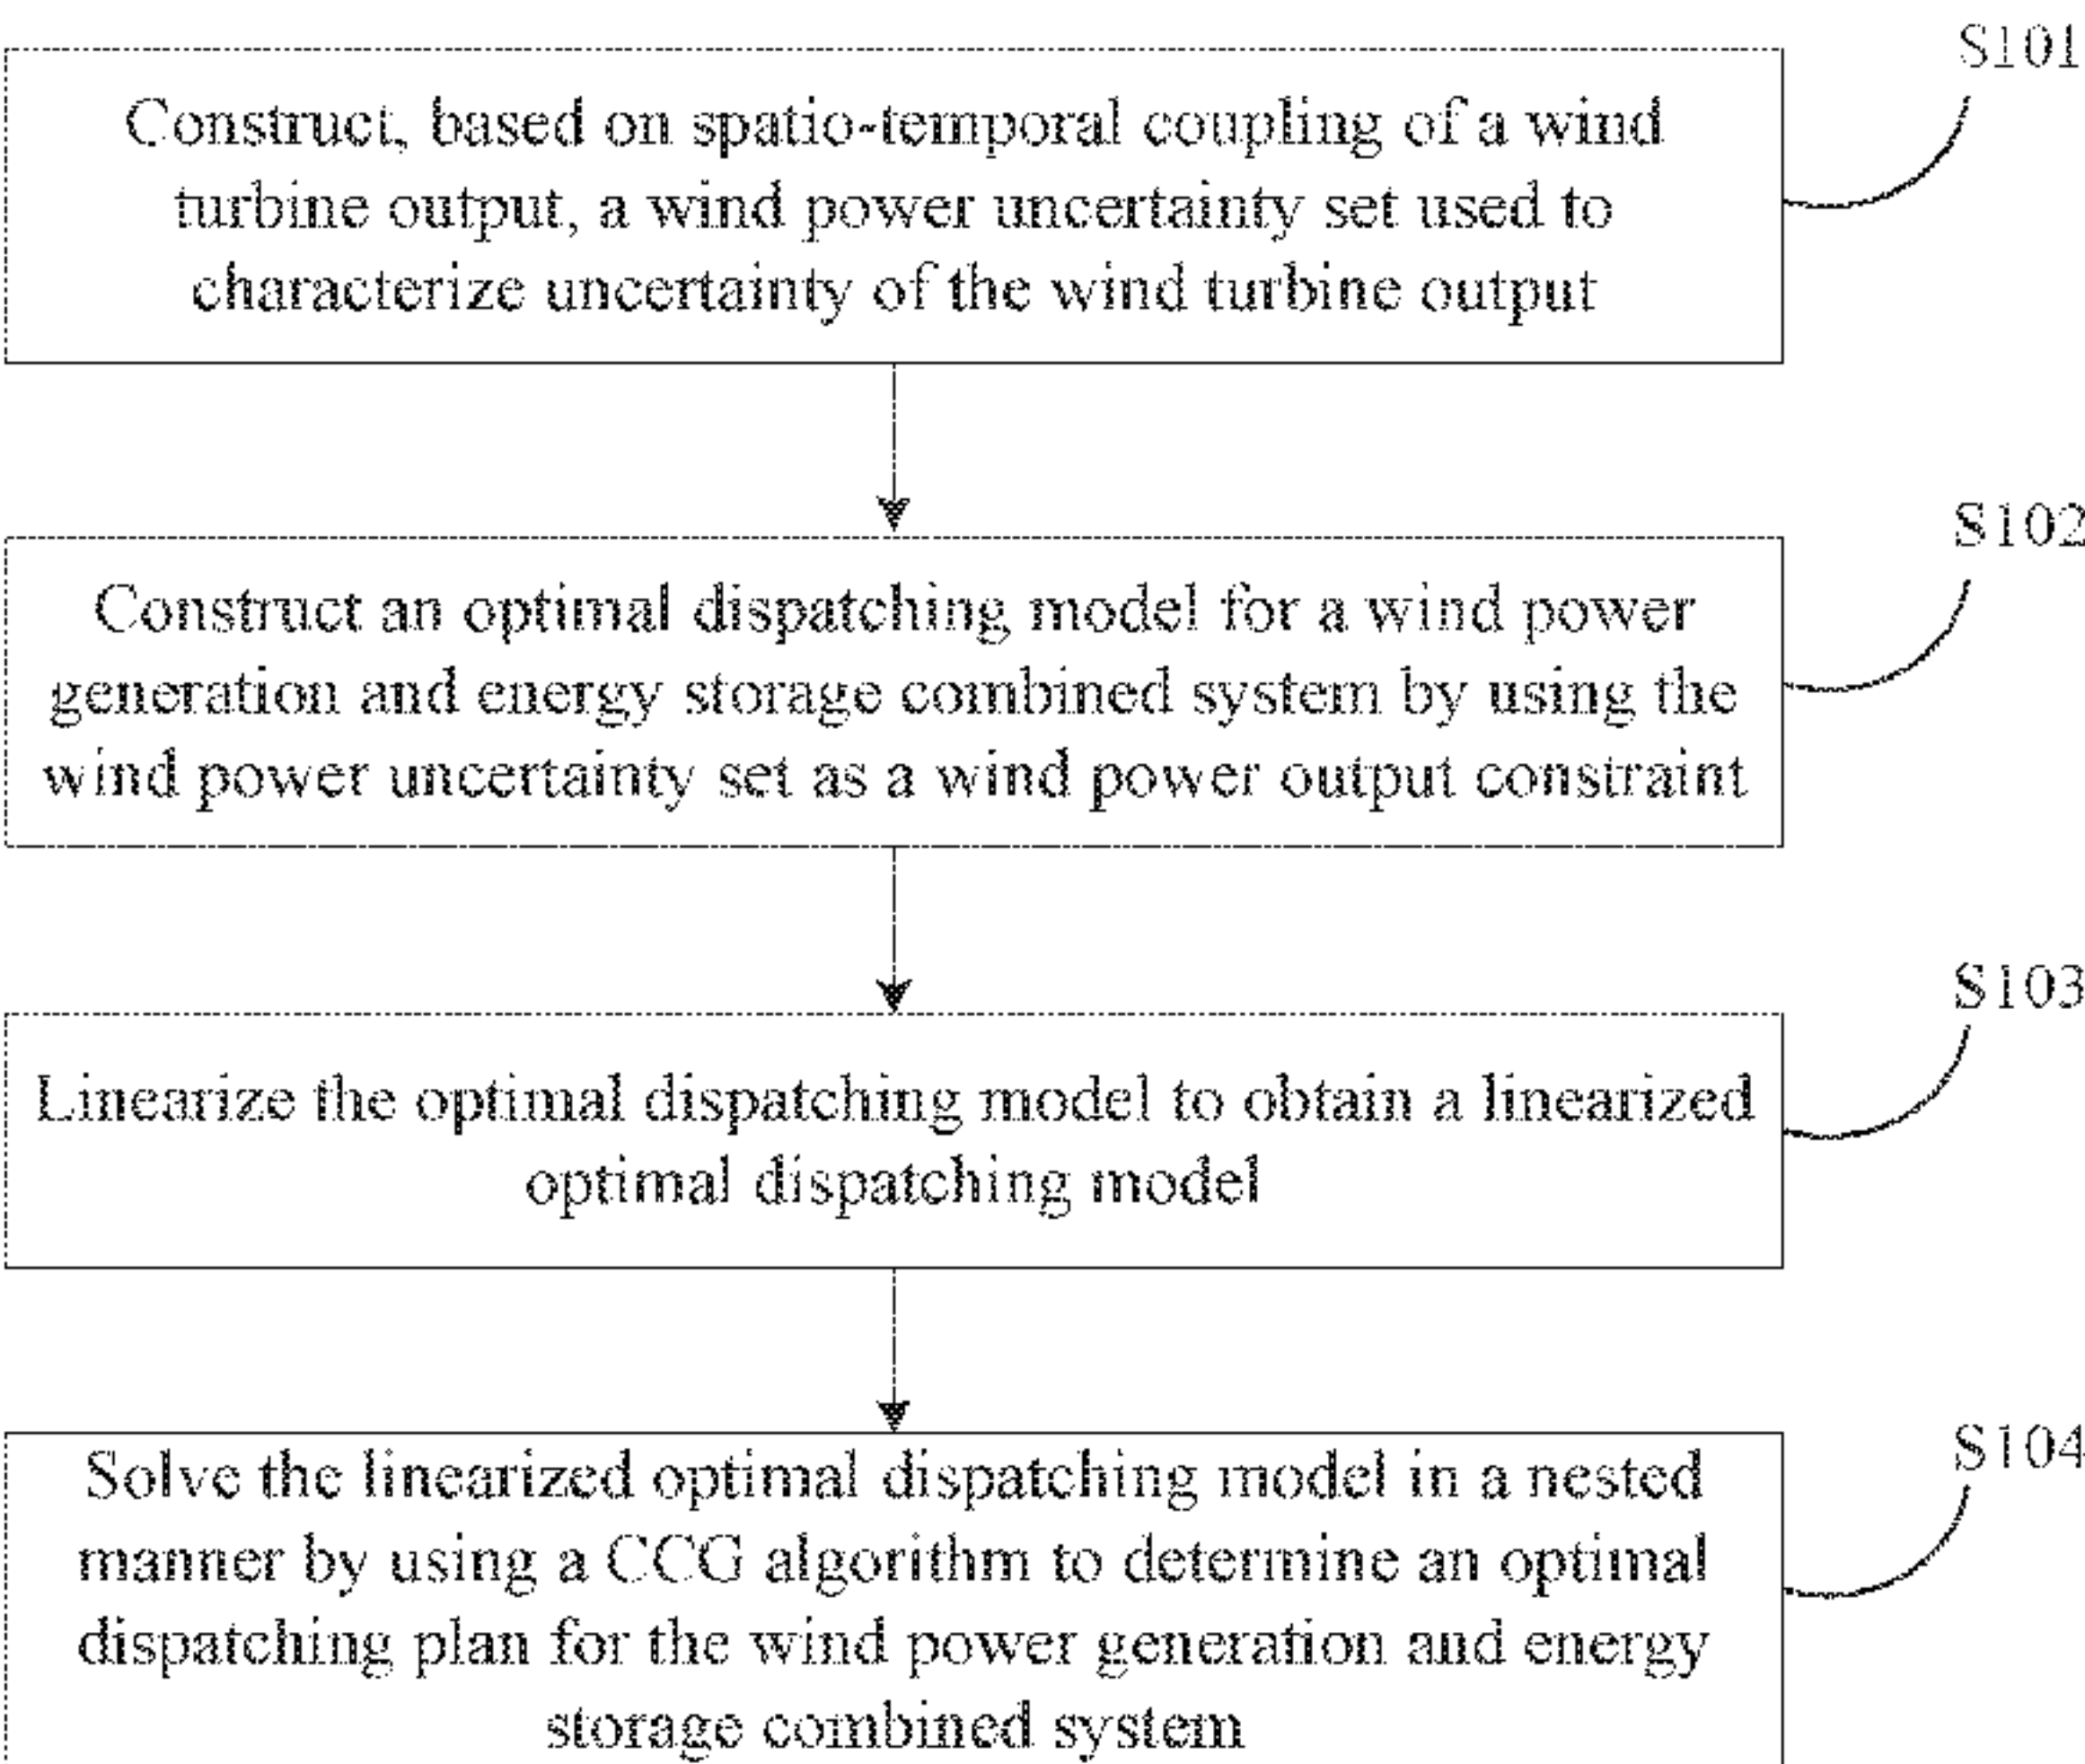 S101
Construct, based on spatio-temporal coupling of a wind
turbine output, a wind power uncertainty set used to
characterize uncertainty of the wind turbine output
S102
Construct an optimal dispatching model for a wind power
generation and energy storage combined system by using the
wind power uncertainty set as a wind power output constraint
S103
Linearize the optimal dispatching model to obtain a linearized
optimal dispatching model
S104
Solve the linearized optimal dispatching model in a nested
manner by using a CCG algorithm to determine an optimal
dispatching plan for the wind power generation and energy
storage combined system